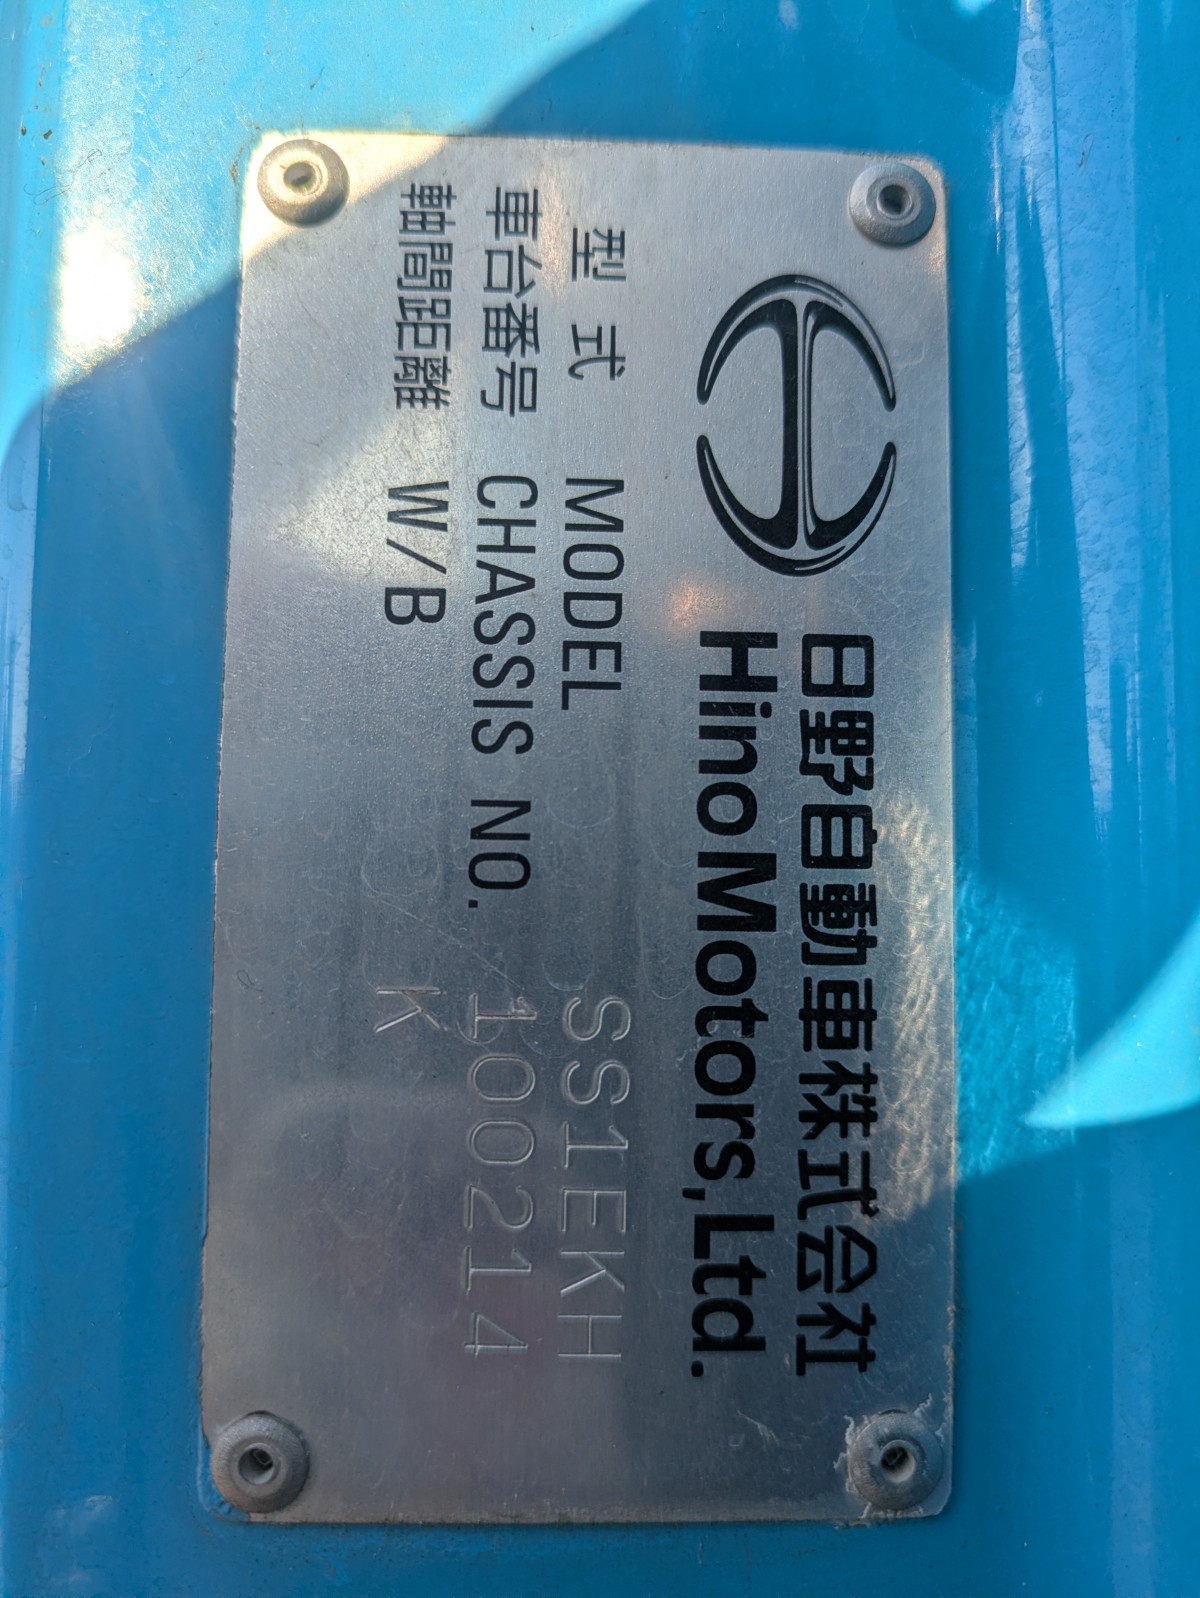 日野自動車株式会社
Hino Motors, Ltd.
型式 MODEL SS1EKH
車台番号 CHASSIS NO. 100214
軸間距離 W/B K